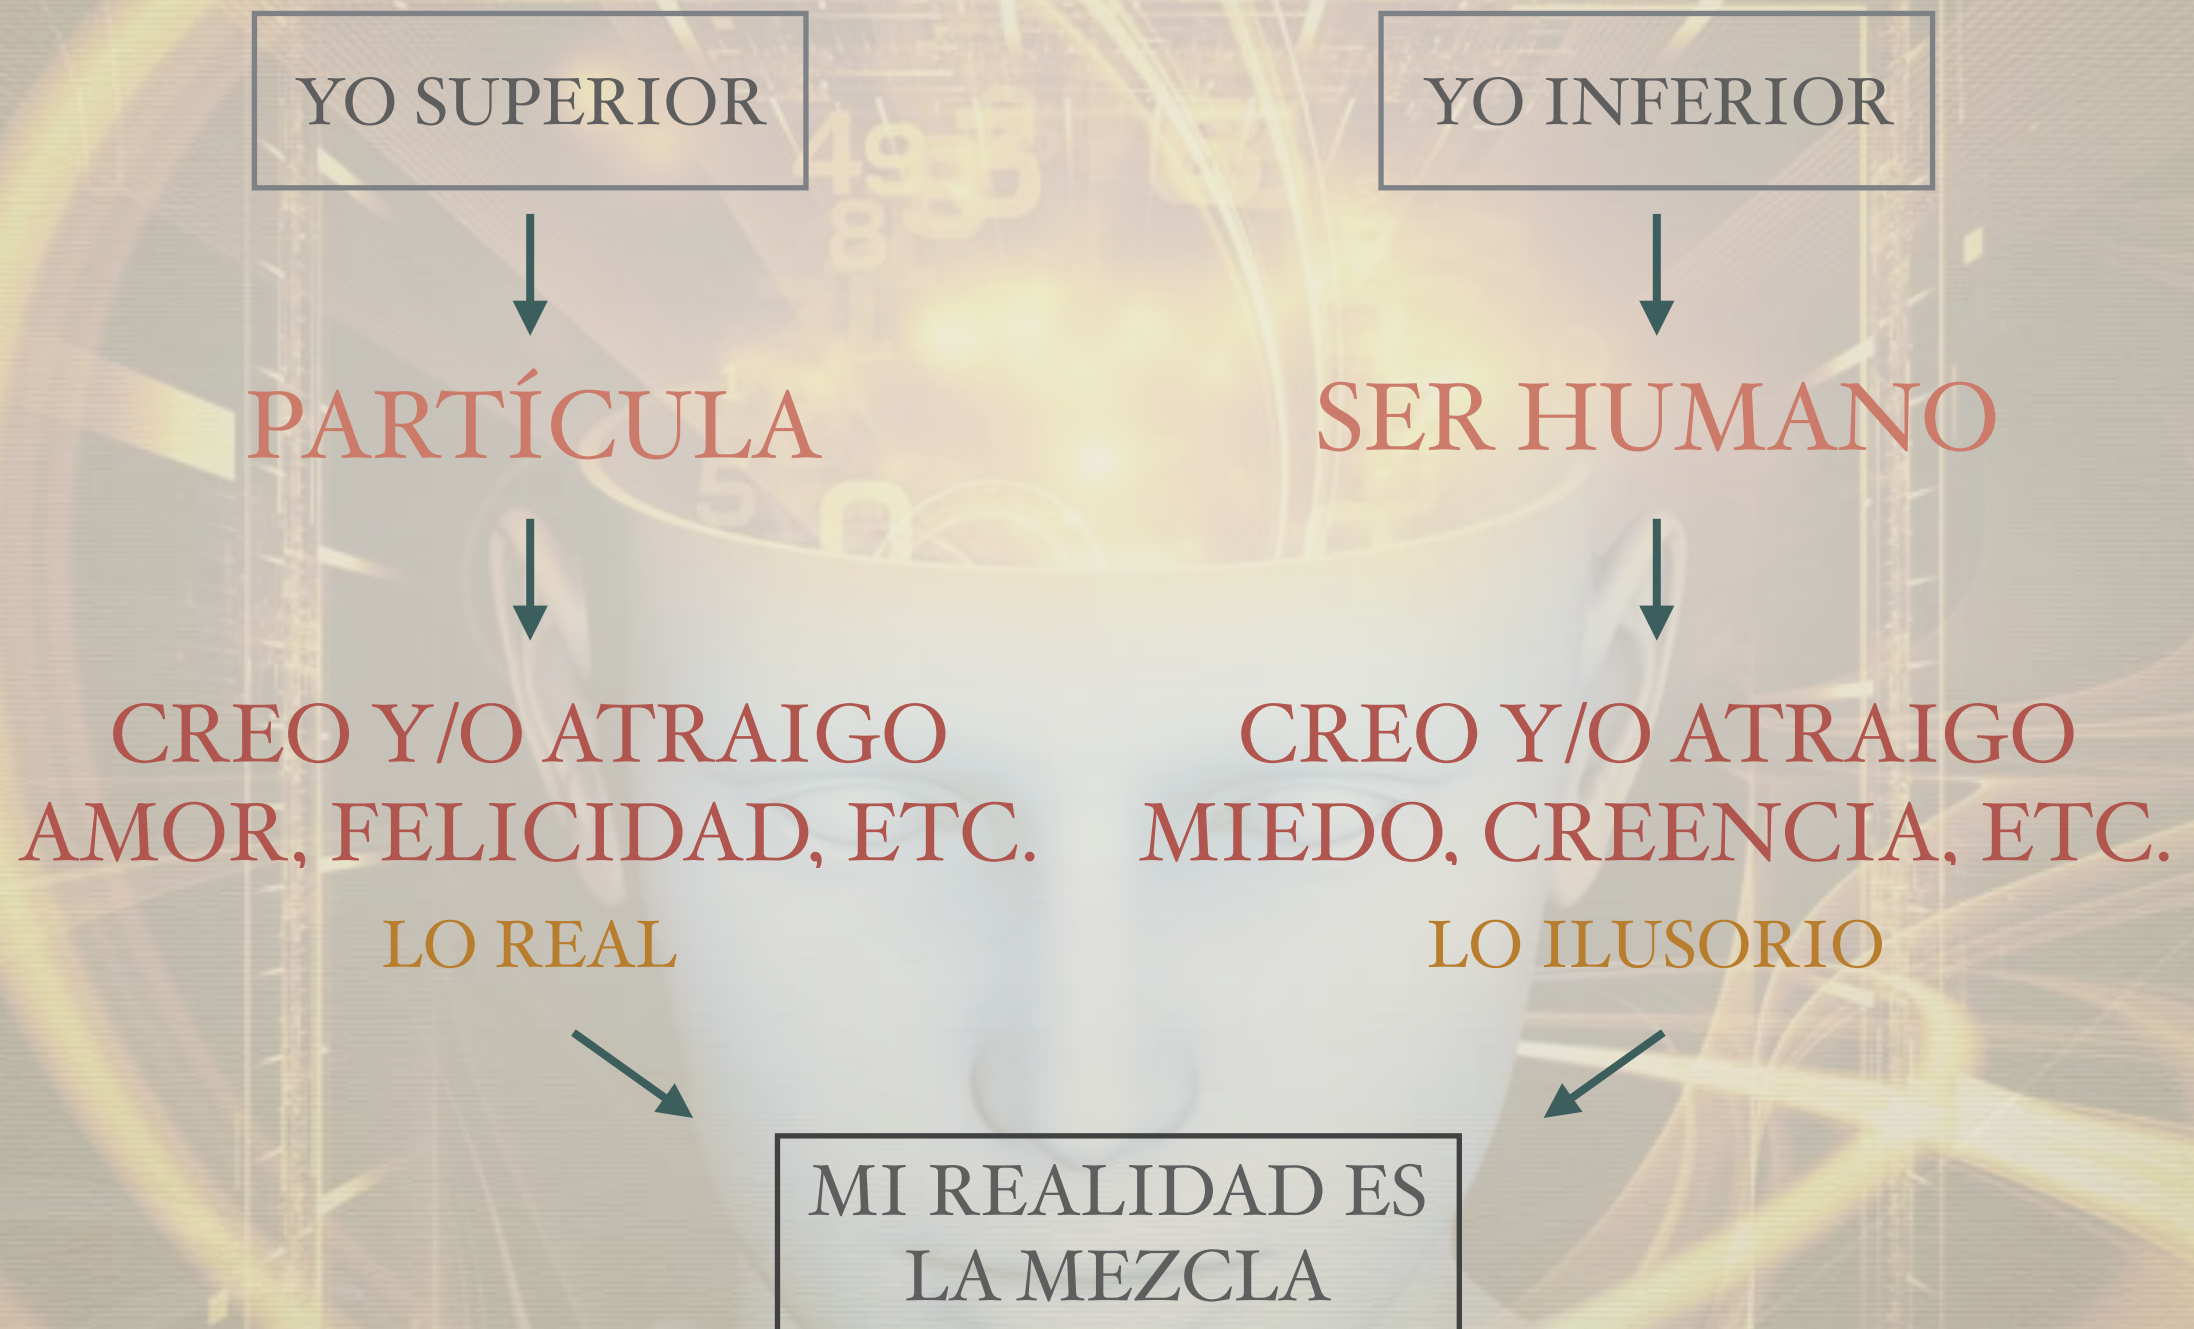 YO SUPERIOR
YO INFERIOR
PARTÍCULA
SER HUMANO
CREO Y/O ATRAIGO
AMOR, FELICIDAD, ETC.
LO REAL
CREO Y/O ATRAIGO
MIEDO, CREENCIA, ETC.
LO ILUSORIO
MI REALIDAD ES
LA MEZCLA